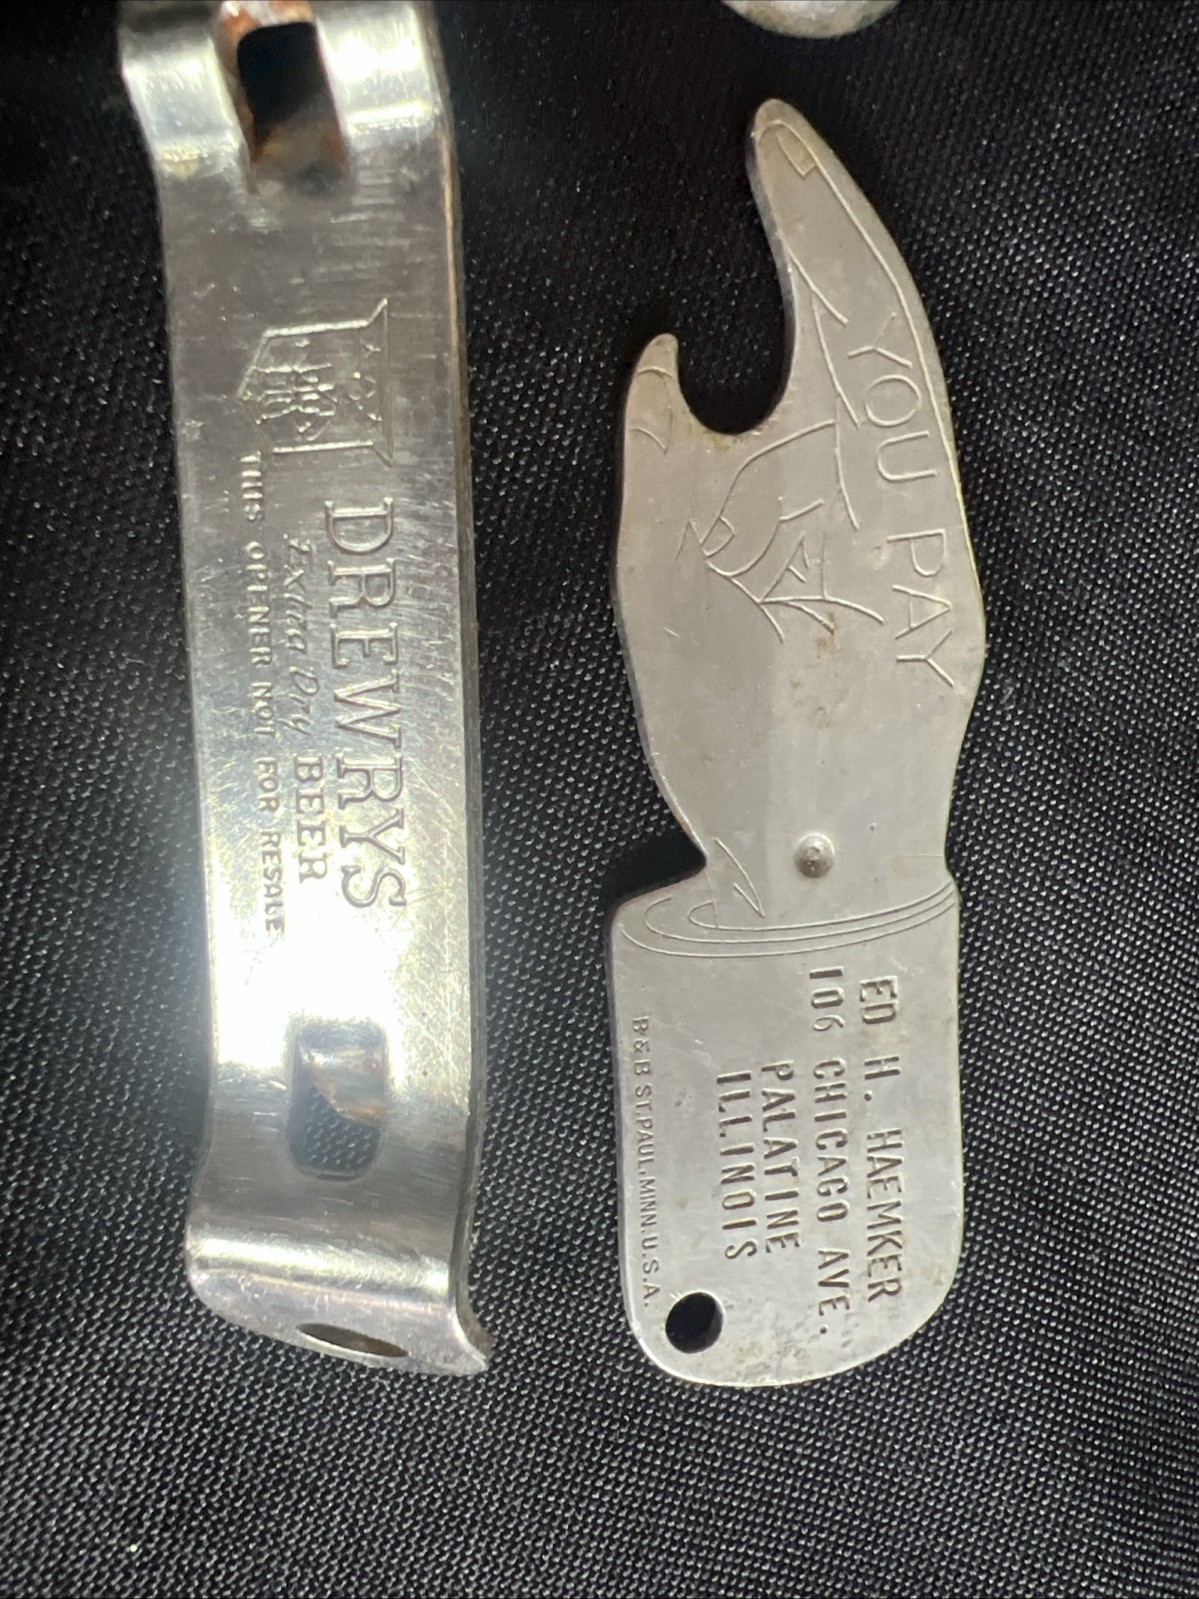 DREWRYS
Extra Dry BEER
THIS OPENER NOT FOR RESALE
YOU PAY
ED H. HAEMKER
106 CHICAGO AVE.
PALATINE
ILLINOIS
B&B ST.PAUL.MINN.U.S.A.